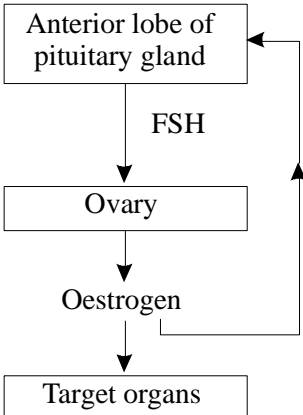 Anterior lobe of
pituitary gland
FSH
Ovary
Oestrogen
Target organs